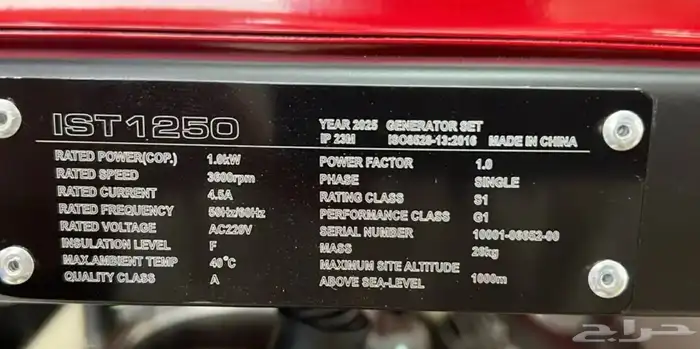 IST1250
YEAR 2025 GENERATOR SET
IP 23M ISO8528-13:2016 MADE IN CHINA
RATED POWER(COP.) 1.0kW
RATED SPEED 3600rpm
RATED CURRENT 4.5A
RATED FREQUENCY 50Hz/60Hz
RATED VOLTAGE AC220V
INSULATION LEVEL F
MAX.AMBIENT TEMP 40°C
QUALITY CLASS A
POWER FACTOR 1.0
PHASE SINGLE
RATING CLASS S1
PERFORMANCE CLASS G1
SERIAL NUMBER
MASS
MAXIMUM SITE ALTITUDE
ABOVE SEA-LEVEL 1000m
حراج